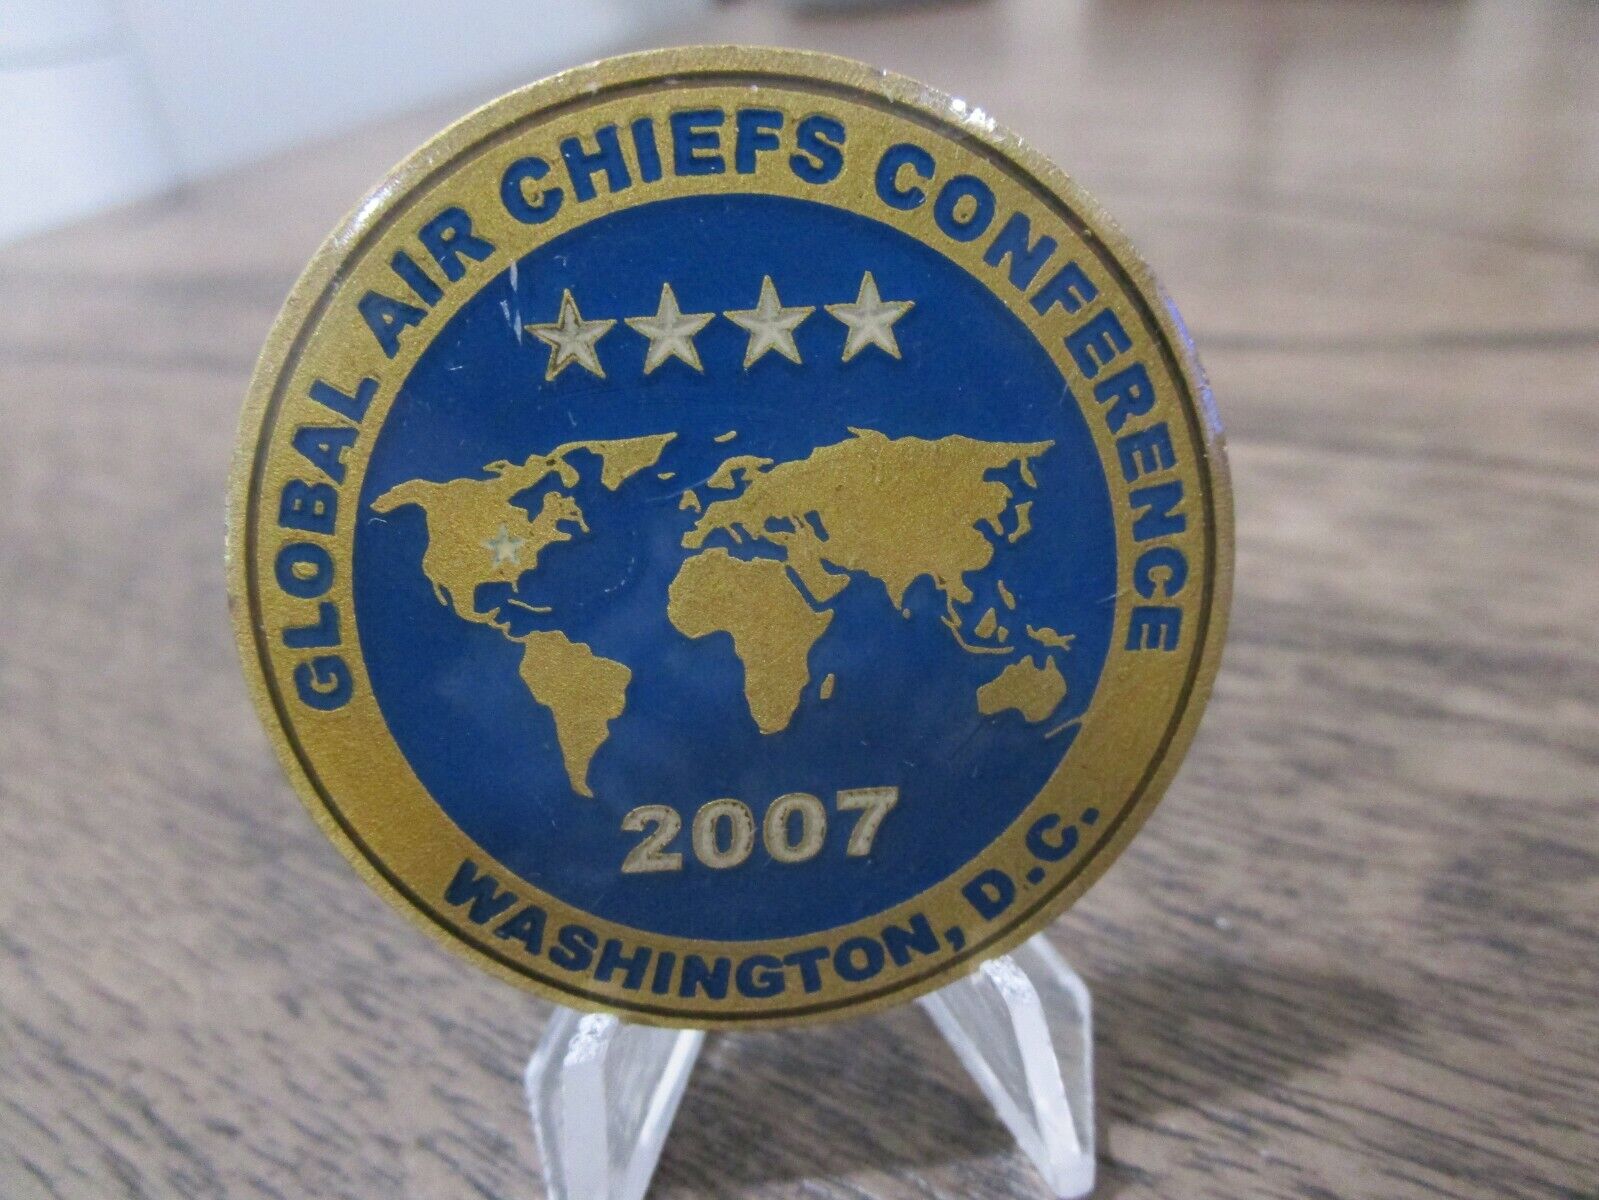 GLOBAL AIR CHIEFS CONFERENCE
2007
WASHINGTON, D.C.